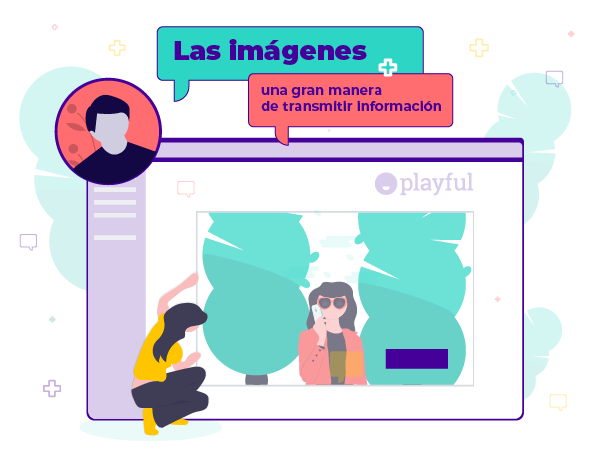 Las imágenes
una gran manera
de transmitir información
playful